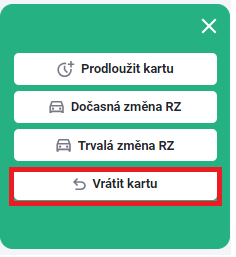 Prodloužit kartu
Dočasná změna RZ
Trvalá změna RZ
Vrátit kartu